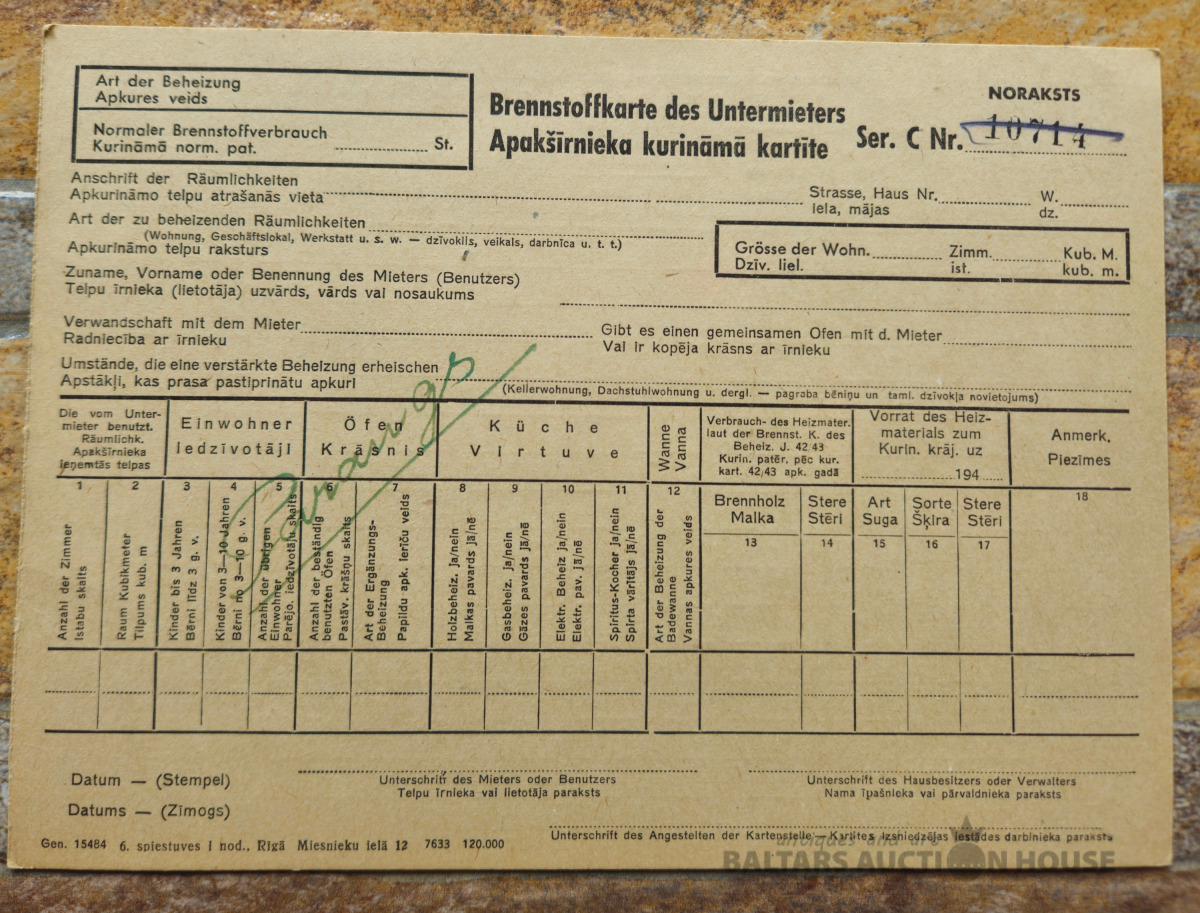 Art der Beheizung
Apkures veids
Normaler Brennstoffverbrauch
Kurināmā norm. pat. St.
Brennstoffkarte des Untermieters
Apakšīrnieka kurināmā kartīte
NORAKSTS
Ser. C Nr. 10714
Anschrift der Räumlichkeiten
Apkurināmo telpu atrašanās vieta
Strasse, Haus Nr. W.
iela, mājas dz.
Art der zu beheizenden Räumlichkeiten
(Wohnung, Geschäftslokal, Werkstatt u. s. w. — dzīvoklis, veikals, darbnīca u. t. t.)
Apkurināmo telpu raksturs
Grösse der Wohn. Zimm. Kub. M.
Dzīv. liel. ist. kub. m.
Zuname, Vorname oder Benennung des Mieters (Benutzers)
Telpu īrnieka (lietotāja) uzvārds, vārds vai nosaukums
Verwandschaft mit dem Mieter
Radniecība ar īrnieku
Gibt es einen gemeinsamen Ofen mit d. Mieter
Vai ir kopēja krāsns ar īrnieku
Umstände, die eine verstärkte Beheizung erheischen
Apstākļi, kas prasa pastiprinātu apkuri
(Kellerwohnung, Dachstuhlwohnung u. dergl. — pagraba bēniņu un taml. dzīvokļa novietojums)
Paraugs
Die vom Unter-
mieter benutzt.
Räumlichk.
Apakšīrnieka
ieņemtās telpas
Einwohner
Iedzīvotāji
Öfen
Krāsnis
Küche
Virtuve
Wanne
Vanna
Verbrauch- des Heizmater.
laut der Brennst. K. des
Beheiz. J. 42/43
Kurin. patēr. pēc kur.
kart. 42/43 apk. gadā
Vorrat des Heiz-
materials zum
Kurin. krāj. uz
194
Anmerk.
Piezīmes
1
Anzahl der Zimmer
Istabu skaits
2
Raum Kubikmeter
Tilpums kub. m
3
Kinder bis 3 Jahren
Bērni līdz 3 g. v.
4
Kinder von 3—10 Jahren
Bērni no 3—10 g. v.
5
Anzahl der übrigen
Einwohner
Parējo. iedzīvotāju skaits
6
Anzahl der beständig
benutzten Öfen
Pastāv. krāšņu skaits
7
Art der Ergänzungs-
Beheizung
Papildu apk. ierīču veids
8
Holzbeheiz. ja/nein
Malkas pavards jā/nē
9
Gasbeheiz. ja/nein
Gāzes pavards jā/nē
10
Elektr. Beheiz ja/nein
Elektr. pav. jā/nē
11
Spiritus-Kocher ja/nein
Spirta vārītājs jā/nē
12
Art der Beheizung der
Badewanne
Vannas apkures veids
Brennholz
Malka
13
Stere
Stēri
14
Art
Suga
15
Sorte
Šķira
16
Stere
Stēri
17
18
Datum — (Stempel)
Datums — (Zīmogs)
Unterschrift des Mieters oder Benutzers
Telpu īrnieka vai lietotāja paraksts
Unterschrift des Hausbesitzers oder Verwalters
Nama īpašnieka vai pārvaldnieka paraksts
Unterschrift des Angesteiten der Kartenstelle — Kartītes izsniedzējas iestādes darbinieka paraksts
Gen. 15484 6. spiestuves I nod., Rīgā Miesnieku ielā 12 7633 120.000
antiques and art
BALTARS AUCTION HOUSE